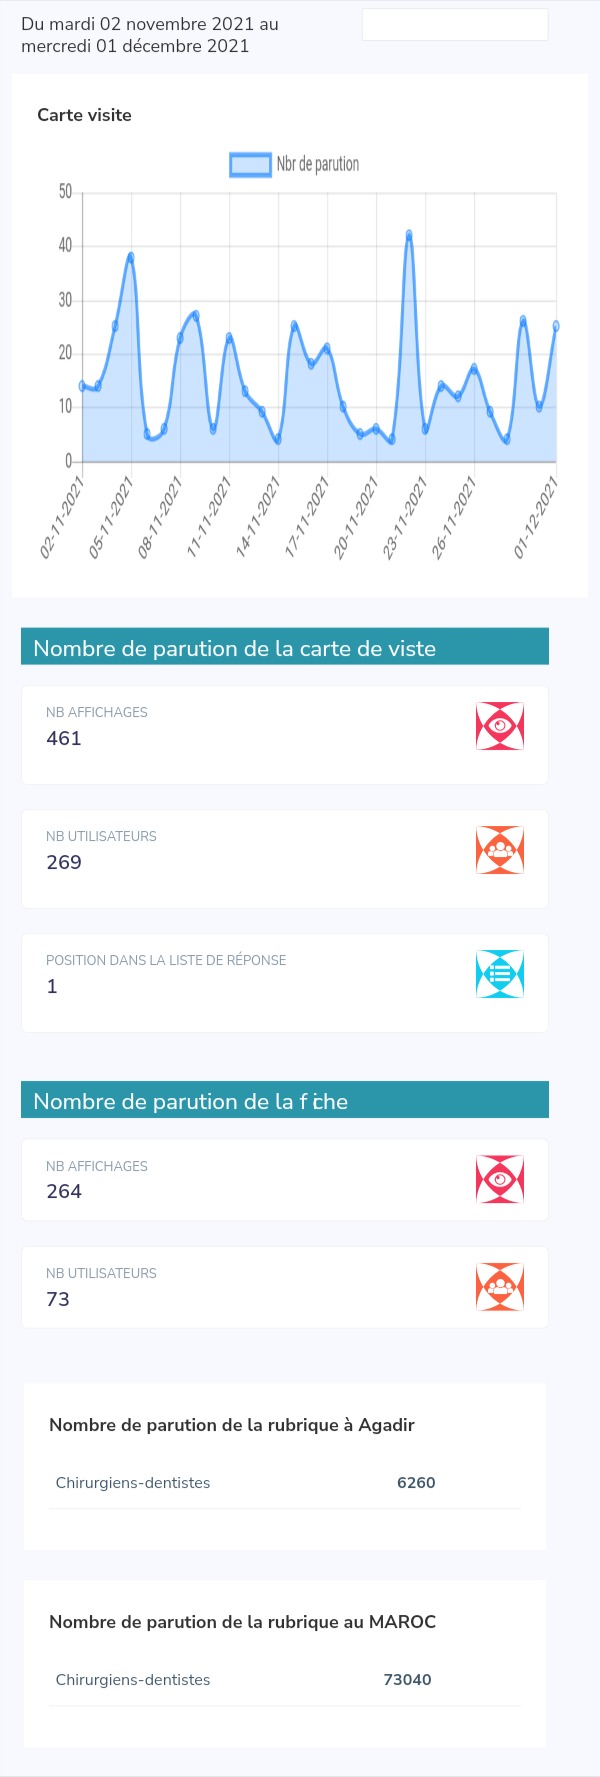 Du mardi 02 novembre 2021 au
mercredi 01 décembre 2021
Carte visite
Nbr de parution
50
40
30
20
10
0
02-11-2021
05-11-2021
08-11-2021
11-11-2021
14-11-2021
17-11-2021
20-11-2021
23-11-2021
26-11-2021
01-12-2021
Nombre de parution de la carte de viste
NB AFFICHAGES
461
NB UTILISATEURS
269
POSITION DANS LA LISTE DE RÉPONSE
1
Nombre de parution de la fiche
NB AFFICHAGES
264
NB UTILISATEURS
73
Nombre de parution de la rubrique à Agadir
Chirurgiens-dentistes 6260
Nombre de parution de la rubrique au MAROC
Chirurgiens-dentistes 73040